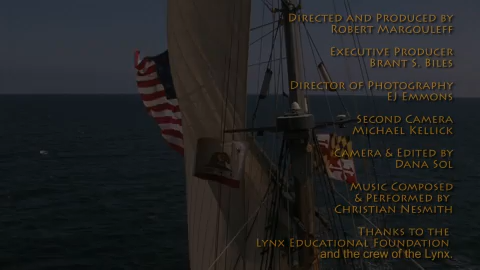 Directed and Produced by
Robert Margouleff
Executive Producer
Brant S. Biles
Director of Photography
EJ Emmons
Second Camera
Michael Kellick
Camera & Edited by
Dana Sol
Music Composed
& Performed by
Christian Nesmith
Thanks to the
Lynx Educational Foundation
and the crew of the Lynx.